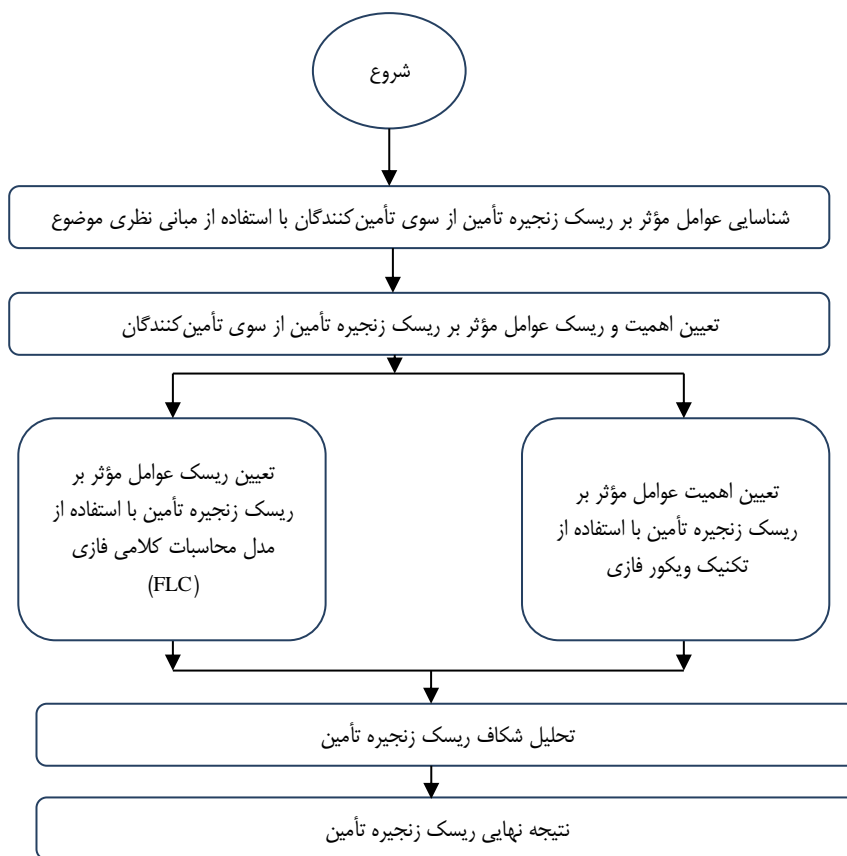 شروع
شناسایی عوامل مؤثر بر ریسک زنجیره تأمین از سوی تأمین‌کنندگان با استفاده از مبانی نظری موضوع
تعیین اهمیت و ریسک عوامل مؤثر بر ریسک زنجیره تأمین از سوی تأمین‌کنندگان
تعیین اهمیت عوامل مؤثر بر
ریسک زنجیره تأمین با استفاده از
تکنیک ویکور فازی
تعیین ریسک عوامل مؤثر بر
ریسک زنجیره تأمین با استفاده از
مدل محاسبات کلامی فازی
(FLC)
تحلیل شکاف ریسک زنجیره تأمین
نتیجه نهایی ریسک زنجیره تأمین